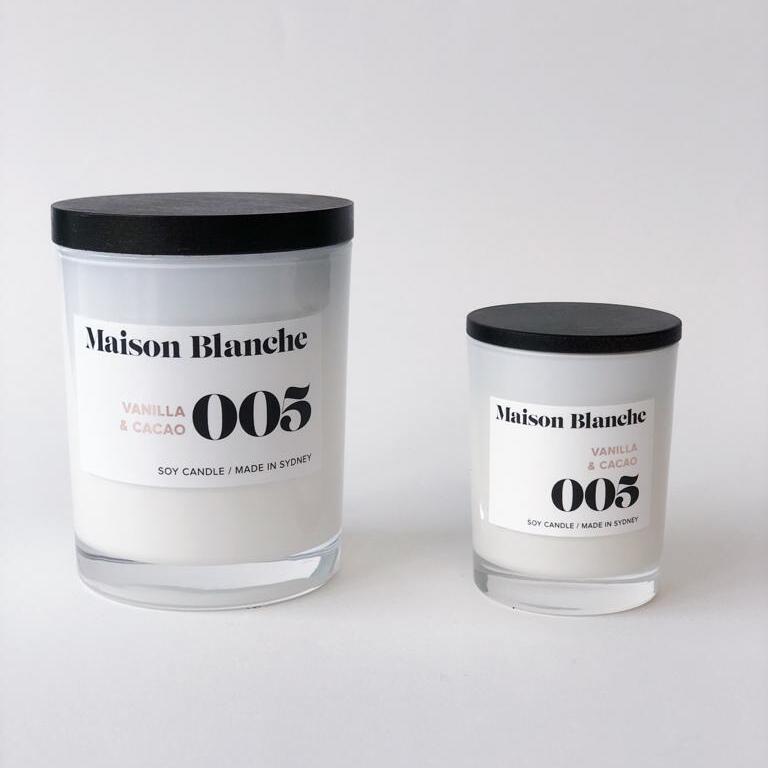 Maison Blanche
VANILLA
& CACAO
005
SOY CANDLE / MADE IN SYDNEY
Maison Blanche
VANILLA
& CACAO
005
SOY CANDLE / MADE IN SYDNEY